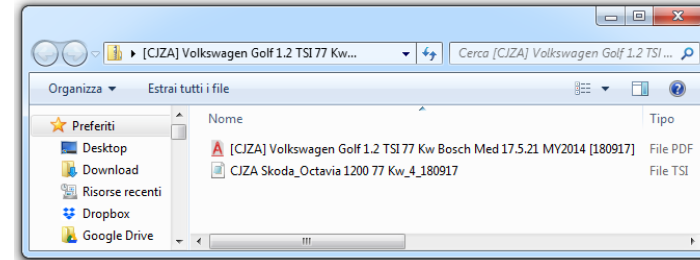 [CJZA] Volkswagen Golf 1.2 TSI 77 Kw...
Cerca [CJZA] Volkswagen Golf 1.2 TSI ...
Organizza
Estrai tutti i file
Preferiti
Desktop
Download
Risorse recenti
Dropbox
Google Drive
Nome
Tipo
[CJZA] Volkswagen Golf 1.2 TSI 77 Kw Bosch Med 17.5.21 MY2014 [180917]
File PDF
CJZA Skoda_Octavia 1200 77 Kw_4_180917
File TSI